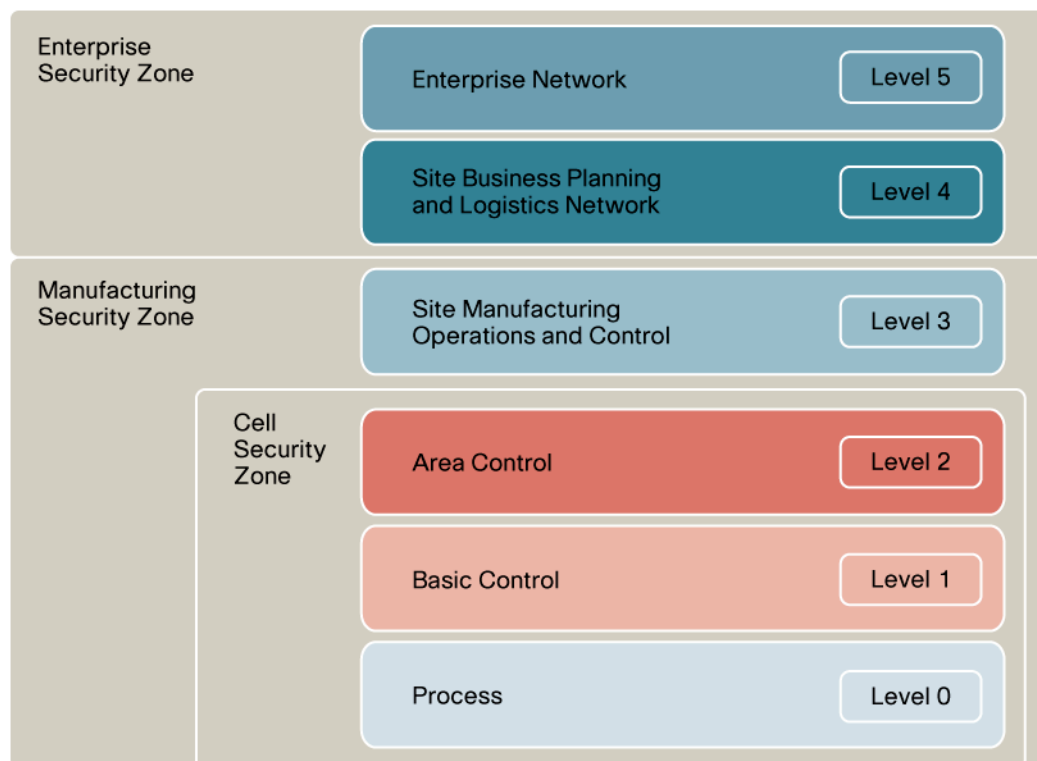 Enterprise
Security Zone
Enterprise Network
Level 5
Site Business Planning
and Logistics Network
Level 4
Manufacturing
Security Zone
Site Manufacturing
Operations and Control
Level 3
Cell
Security
Zone
Area Control
Level 2
Basic Control
Level 1
Process
Level 0